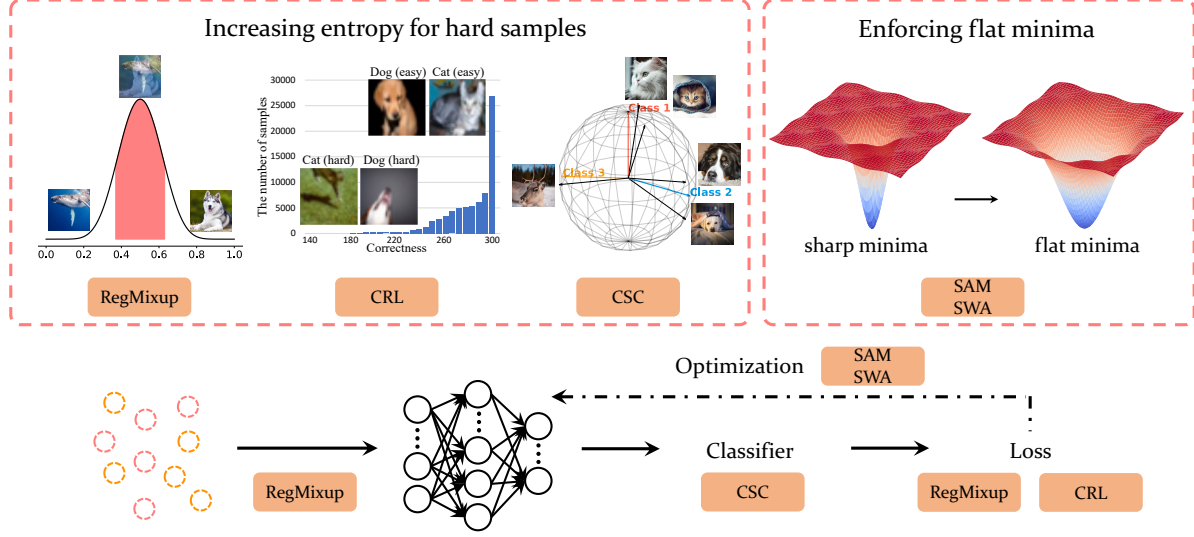 Increasing entropy for hard samples
Enforcing flat minima
Dog (easy) Cat (easy)
30000
25000
20000
15000
10000
5000
0
The number of samples
Cat (hard) Dog (hard)
140 180 220 260 300
Correctness
0.0 0.2 0.4 0.6 0.8 1.0
Class 1
Class 3
Class 2
sharp minima
flat minima
RegMixup
CRL
CSC
SAM
SWA
Optimization
SAM
SWA
RegMixup
Classifier
CSC
Loss
RegMixup
CRL